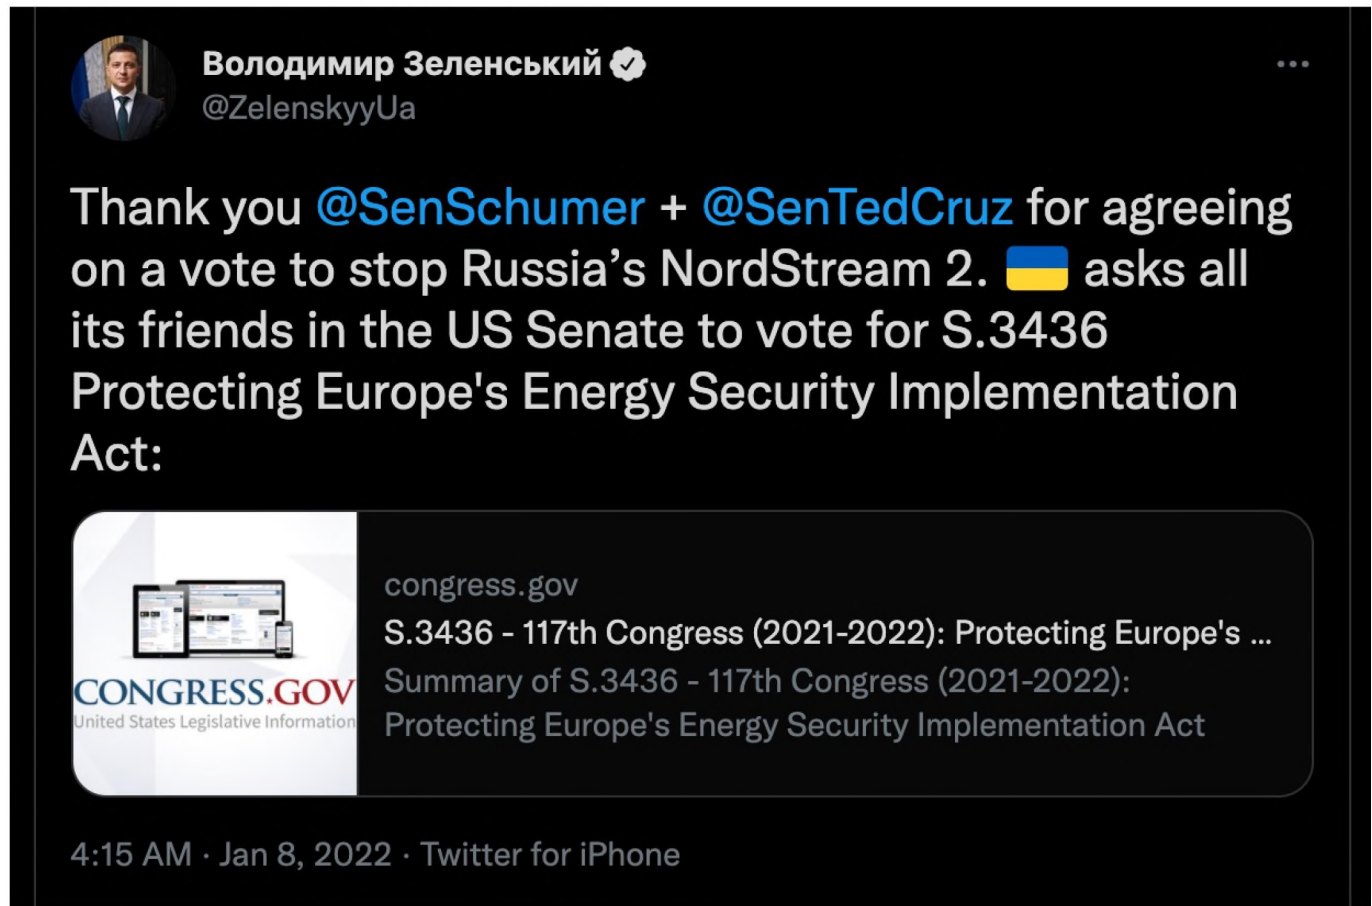 Володимир Зеленський
@ZelenskyyUa
Thank you @SenSchumer + @SenTedCruz for agreeing
on a vote to stop Russia’s NordStream 2. 🇺🇦 asks all
its friends in the US Senate to vote for S.3436
Protecting Europe's Energy Security Implementation
Act:
CONGRESS.GOV
United States Legislative Information
congress.gov
S.3436 - 117th Congress (2021-2022): Protecting Europe's ...
Summary of S.3436 - 117th Congress (2021-2022):
Protecting Europe's Energy Security Implementation Act
4:15 AM · Jan 8, 2022 · Twitter for iPhone